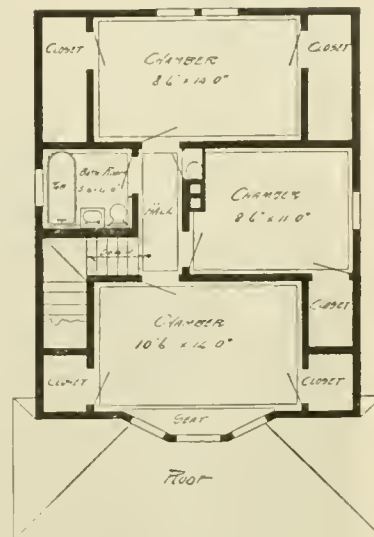 CLOSET
CHAMBER
8'6" x 14'0"
CLOSET
TUB
BATH ROOM
HALL
CHAMBER
8'6" x 11'0"
CLOSET
CHAMBER
10'6" x 14'0"
CLOSET
CLOSET
SEAT
ROOF